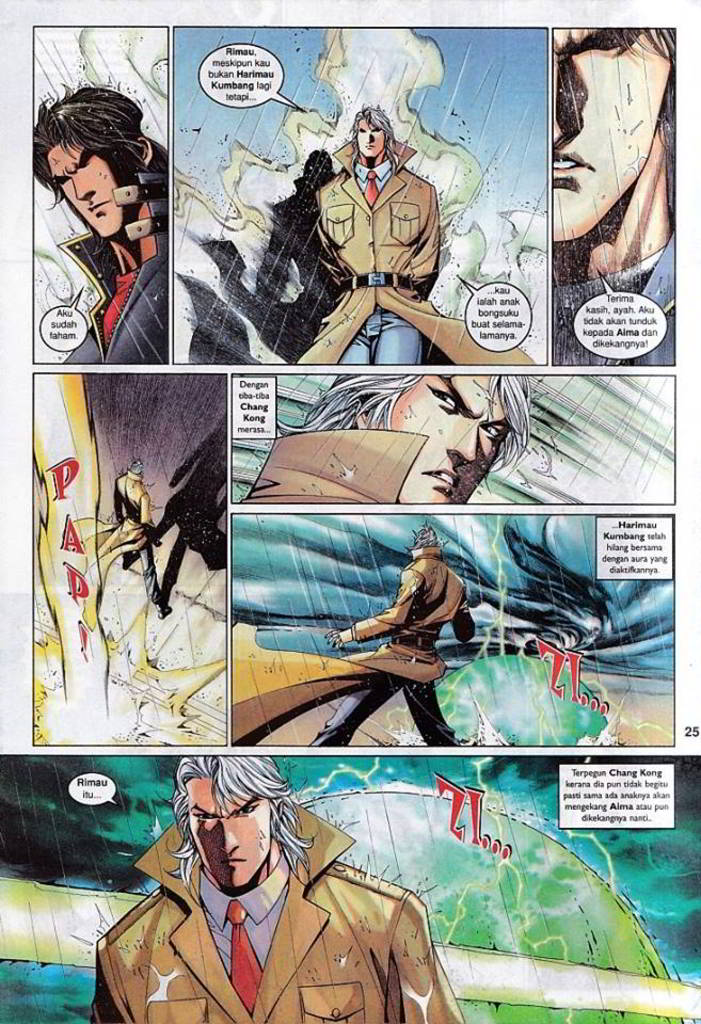 Aku
sudah
faham.
Rimau,
meskipun kau
bukan Harimau
Kumbang lagi
tetapi...
...kau
ialah anak
bongsuku
buat selama-
lamanya.
Terima
kasih, ayah. Aku
tidak akan tunduk
kepada Alma dan
dikekangnya!
PAPP!
Dengan
tiba-tiba
Chang
Kong
merasa...
...Harimau
Kumbang telah
hilang bersama
dengan aura yang
diaktifkannya.
ZI...
25
Rimau
itu...
ZI...
Terpegun Chang Kong
kerana dia pun tidak begitu
pasti sama ada anaknya akan
mengekang Alma atau pun
dikekangnya nanti..